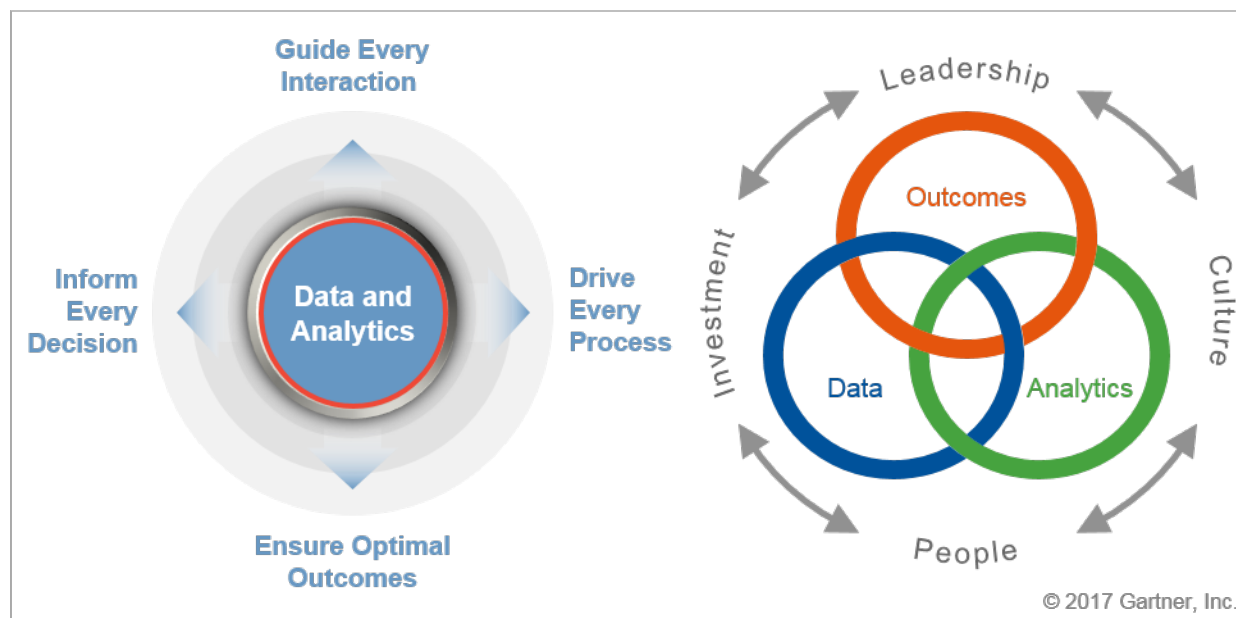 Guide Every
Interaction
Inform
Every
Decision
Data and
Analytics
Drive
Every
Process
Ensure Optimal
Outcomes
Leadership
Outcomes
Investment
Culture
Data
Analytics
People
© 2017 Gartner, Inc.